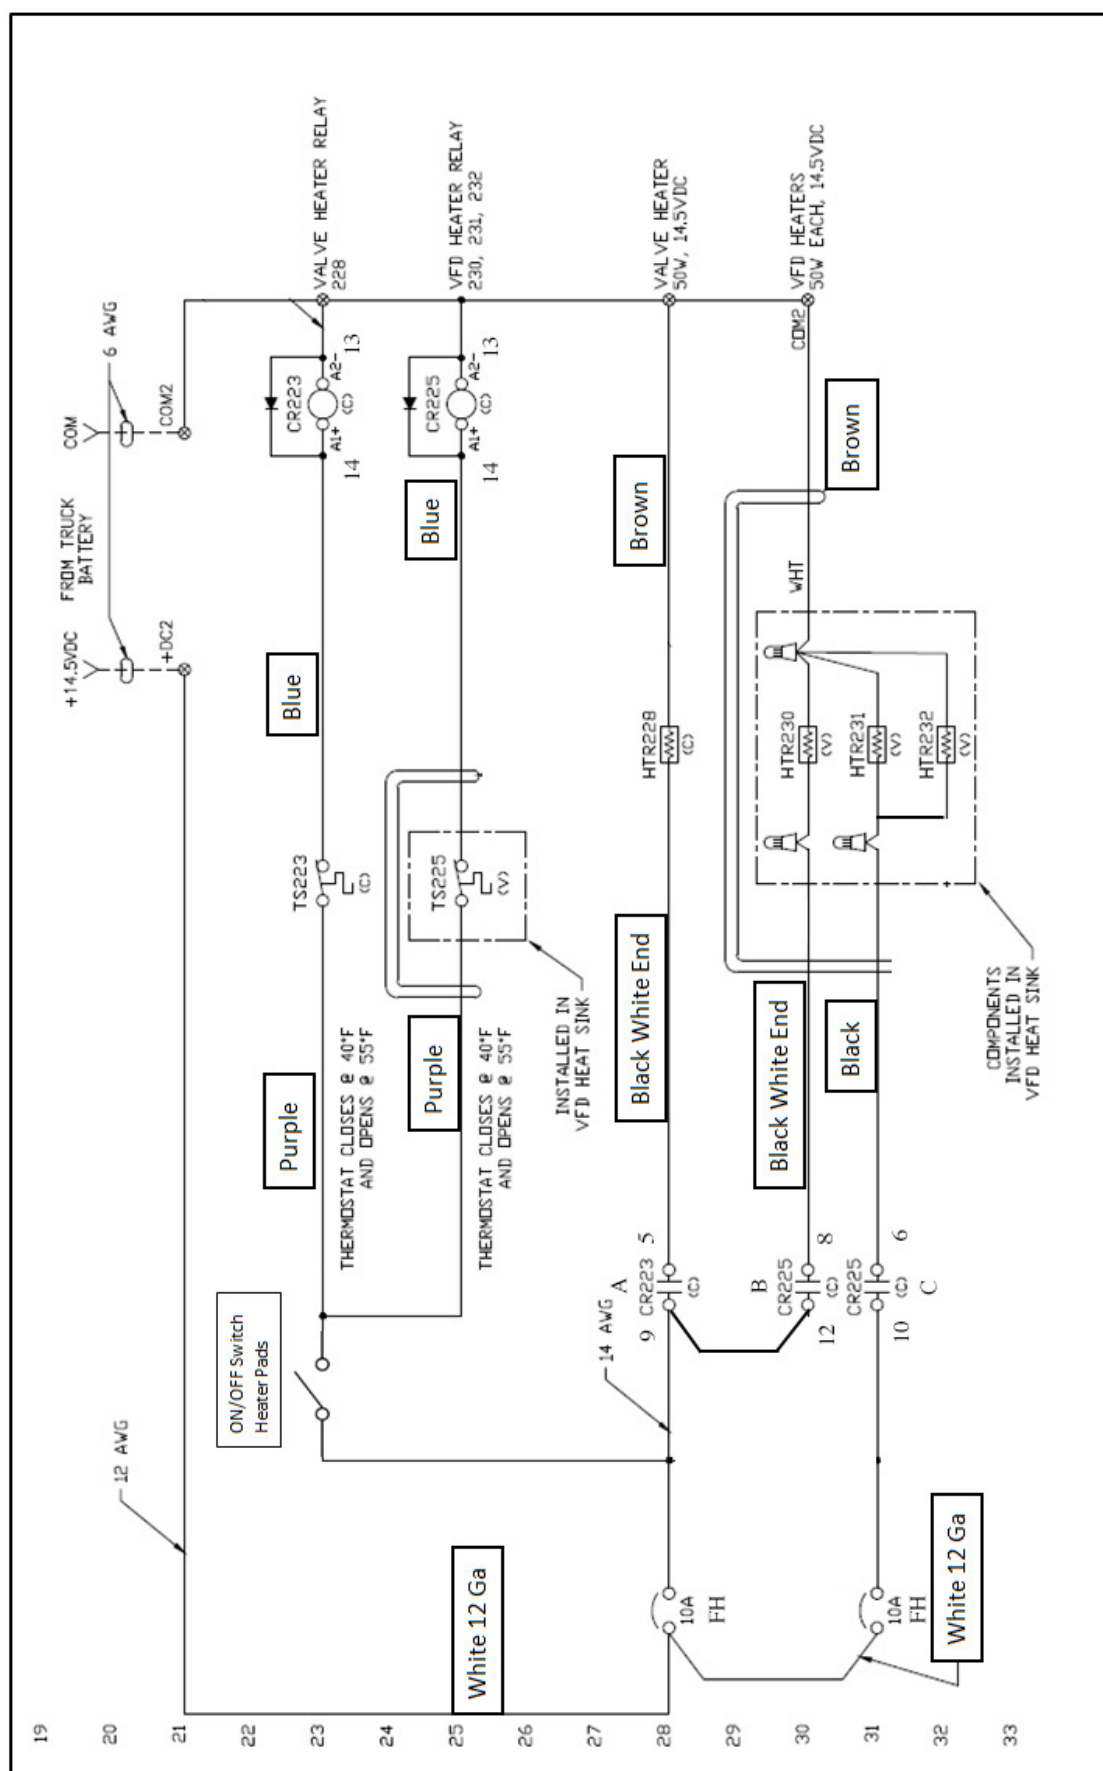 19
20
21
22
23
24
25
26
27
28
29
30
31
32
33
+14.5VDC
FROM TRUCK
BATTERY
COM
6 AWG
+DC2
COM2
12 AWG
White 12 Ga
ON/OFF Switch
Heater Pads
Purple
TS223
(C)
Blue
14
A1+
CR223
(C)
A2-
13
VALVE HEATER RELAY
228
THERMOSTAT CLOSES @ 40°F
AND OPENS @ 55°F
Purple
TS225
(V)
INSTALLED IN
VFD HEAT SINK
Blue
14
A1+
CR225
(C)
A2-
13
VFD HEATER RELAY
230, 231, 232
THERMOSTAT CLOSES @ 40°F
AND OPENS @ 55°F
10A
FH
14 AWG
A
9
CR223
5
(C)
Black White End
HTR228
(C)
Brown
VALVE HEATER
50W, 14.5VDC
B
CR225
12
(C)
8
Black White End
HTR230
(V)
WHT
Brown
COM2
VFD HEATERS
50W EACH, 14.5VDC
10A
FH
White 12 Ga
CR225
10
(C)
6
C
Black
HTR231
(V)
HTR232
(V)
COMPONENTS
INSTALLED IN
VFD HEAT SINK